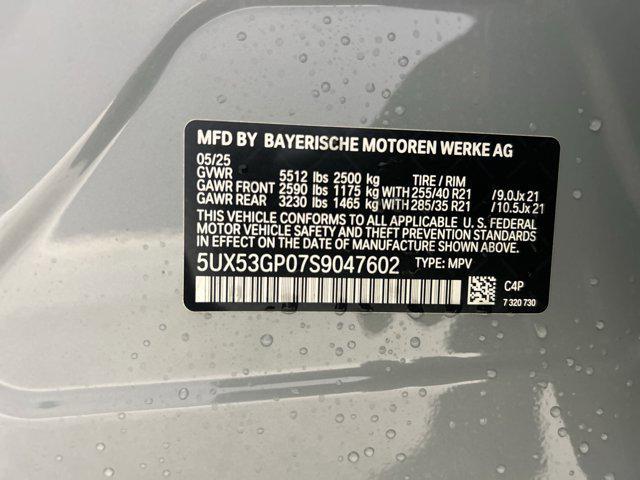 MFD BY BAYERISCHE MOTOREN WERKE AG
05/25
GVWR 5512 lbs 2500 kg TIRE / RIM
GAWR FRONT 2590 lbs 1175 kg WITH 255/40 R21 /9.0Jx 21
GAWR REAR 3230 lbs 1465 kg WITH 285/35 R21 /10.5Jx 21
THIS VEHICLE CONFORMS TO ALL APPLICABLE U. S. FEDERAL
MOTOR VEHICLE SAFETY STANDARDS IN EFFECT ON THE
DATE OF MANUFACTURE SHOWN ABOVE.
5UX53GP07S9047602 TYPE: MPV
C4P
7 320 730